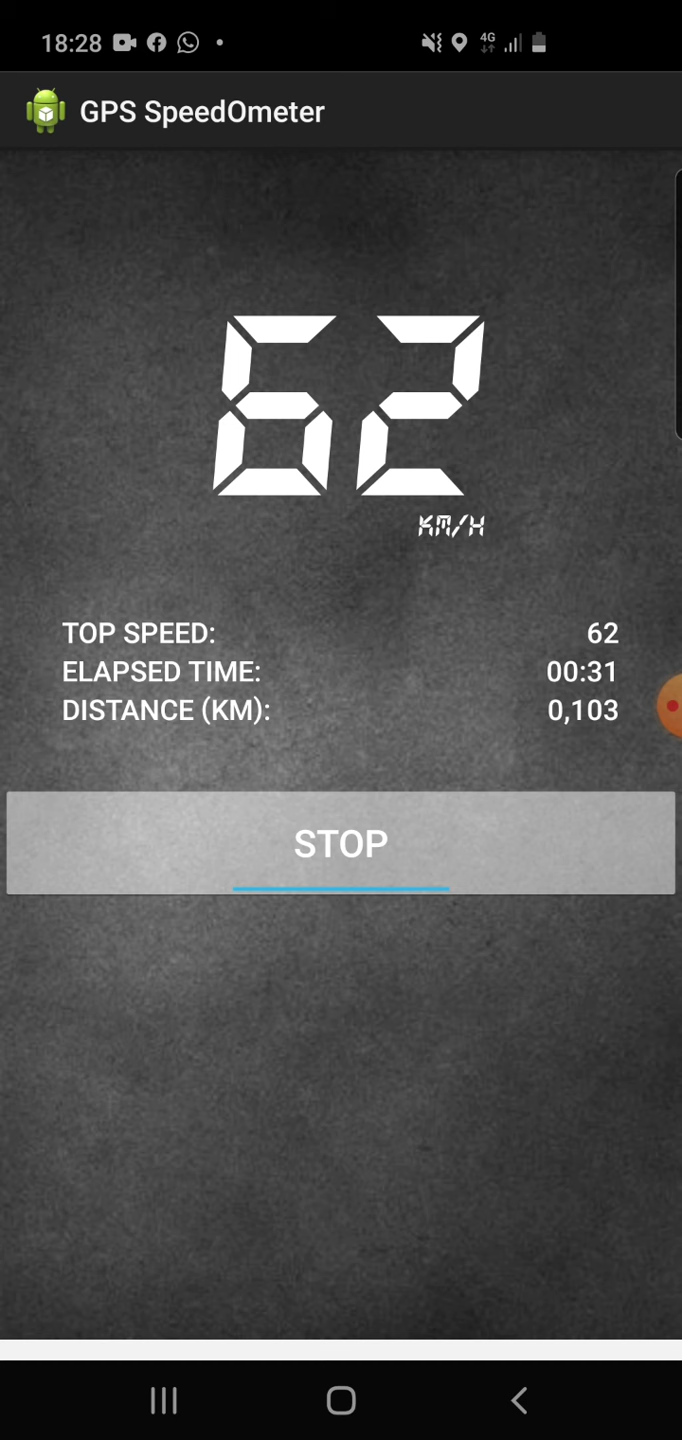 18:28
4G
GPS SpeedOmeter
62
KM/H
TOP SPEED: 62
ELAPSED TIME: 00:31
DISTANCE (KM): 0,103
STOP